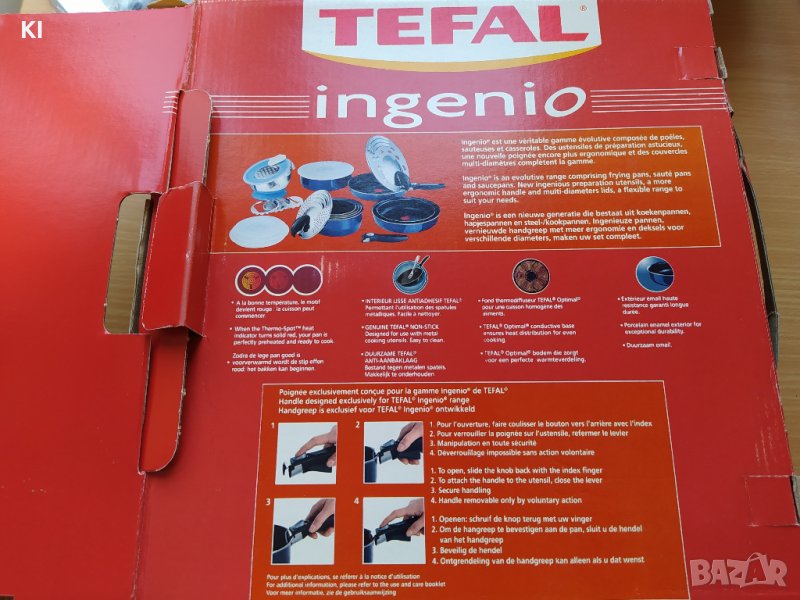 KI
TEFAL®
ingenio
Ingenio® est une véritable gamme évolutive composée de poêles,
sauteuses et casseroles. Des ustensiles de préparation astucieux,
une nouvelle poignée encore plus ergonomique et des couvercles
multi-diamètres complètent la gamme.
Ingenio® is an evolutive range comprising frying pans, sauté pans
and saucepans. New ingenious preparation utensils, a more
ergonomic handle and multi-diameters lids, a flexible range to
suit your needs.
Ingenio® is een nieuwe generatie die bestaat uit koekenpannen,
hapjespannen en steel-/kookpannen. Ingenieuze pannen,
vernieuwde handgreep met meer ergonomie en deksels voor
verschillende diameters, maken uw set compleet.
• A la bonne température, le motif
devient rouge : la cuisson peut
commencer
• When the Thermo-Spot™ heat
indicator turns solid red, your pan is
perfectly preheated and ready to cook.
Zodra de lege pan goed is
voorverwarmd wordt de stip effen
rood: het bakken kan beginnen.
• INTERIEUR LISSE ANTIADHESIF TEFAL®
Permettant l'utilisation des spatules
métalliques. Facile à nettoyer.
• GENUINE TEFAL® NON-STICK
Designed for use with metal
cooking utensils. Easy to clean.
• DUURZAME TEFAL®
ANTI-AANBAKLAAG
Bestand tegen metalen spatels.
Makkelijk te onderhouden
• Fond thermodiffuseur TEFAL® Optimal®
pour une cuisson homogène des
aliments.
• TEFAL® Optimal® conductive base
ensures heat distribution for even
cooking.
• TEFAL® Optimal® bodem die zorgt
voor een perfecte warmteverdeling.
• Extérieur émail haute
résistance garanti longue
durée.
• Porcelain enamel exterior for
exceptional durability.
• Duurzaam email.
Poignée exclusivement conçue pour la gamme Ingenio® de TEFAL®
Handle designed exclusively for TEFAL® Ingenio® range
Handgreep is exclusief voor TEFAL® Ingenio® ontwikkeld
1
2
3
4
1. Pour l'ouverture, faire coulisser le bouton vers l'arrière avec l'index
2. Pour verrouiller la poignée sur l'ustensile, refermer le levier
3. Manipulation en toute sécurité
4. Déverrouillage impossible sans action volontaire
1. To open, slide the knob back with the index finger
2. To attach the handle to the utensil, close the lever
3. Secure handling
4. Handle removable only by voluntary action
1. Openen: schruif de knop terug met uw vinger
2. Om de hangreep te bevestigen aan de pan, sluit u de hendel
van het handgreep
3. Beveilig de hendel
4. Ontgrendeling van de handgreep kan alleen als u dat wenst
Pour plus d'explications, se référer à la notice d'utilisation
For additional information, please refer to the use and care booklet
Voor meer informatie, zie de gebruiksaanwijzing
BAZAR